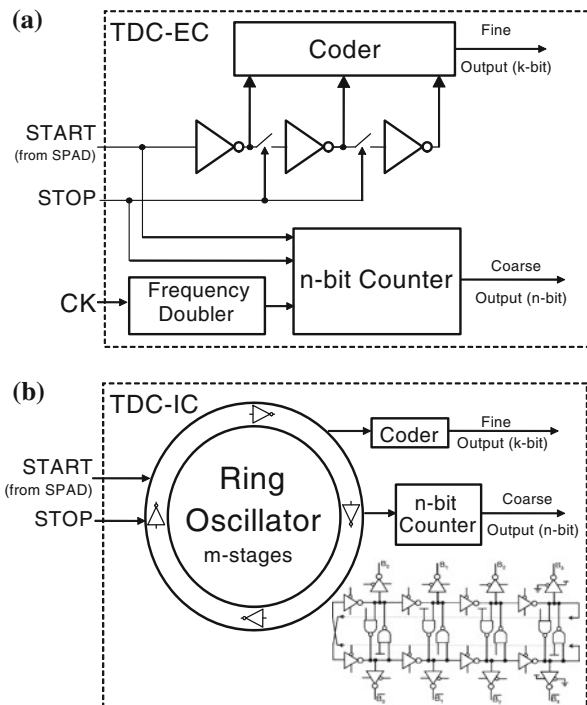 (a)
TDC-EC
Coder
Fine
Output (k-bit)
START
(from SPAD)
STOP
n-bit Counter
Coarse
Output (n-bit)
CK
Frequency
Doubler
(b)
TDC-IC
Coder
Fine
Output (k-bit)
START
(from SPAD)
STOP
Ring
Oscillator
m-stages
n-bit
Counter
Coarse
Output (n-bit)